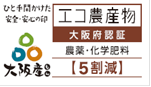 ひと手間かけた
安全・安心の印
大阪産
エコ農産物
大阪府認証
農薬・化学肥料
【5割減】